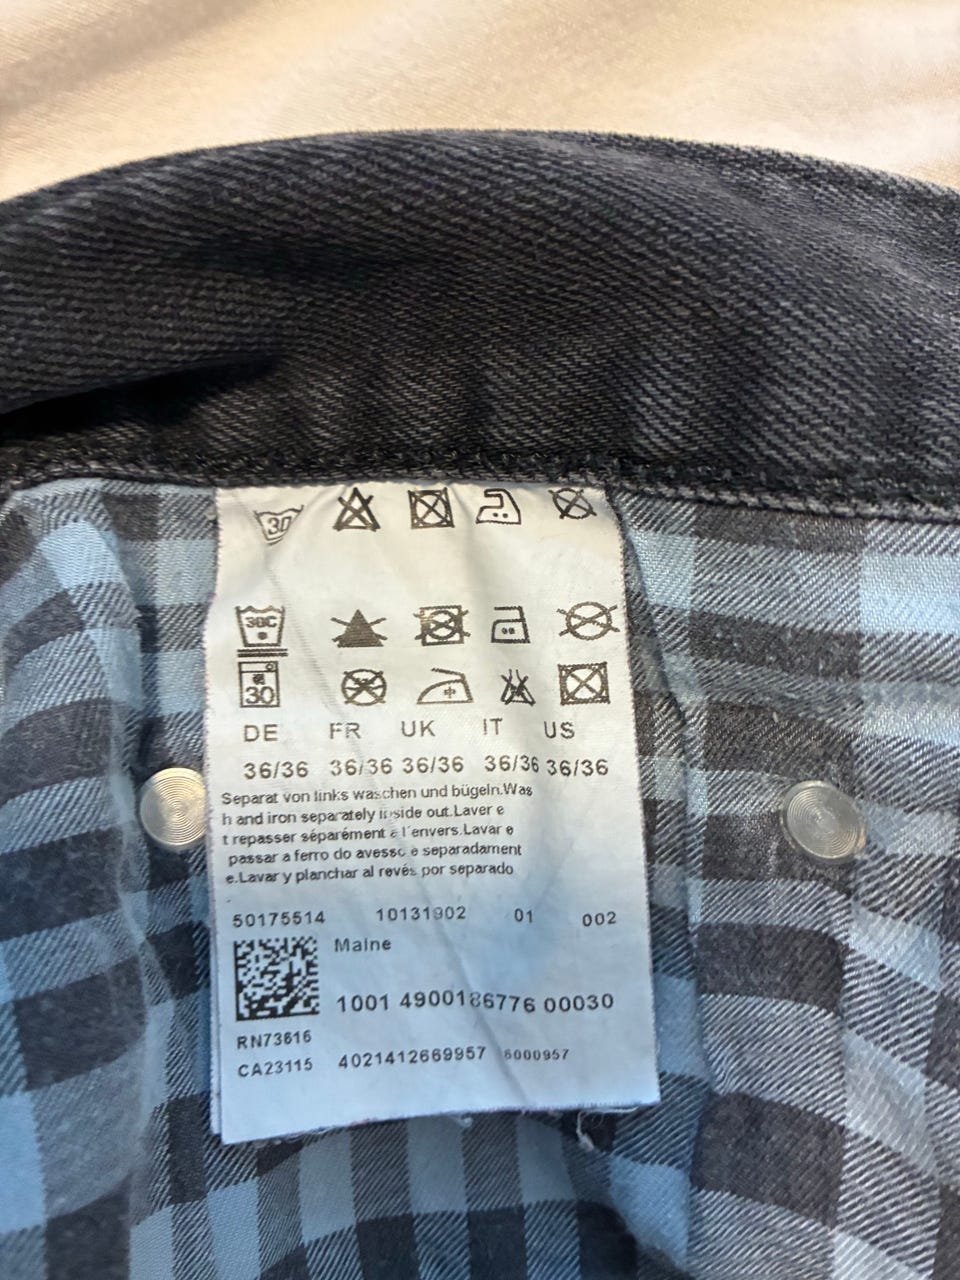 30
30C
30
DE FR UK IT US
36/36 36/36 36/36 36/36 36/36
Separat von links waschen und bügeln.Was
h and iron separately inside out.Laver e
t repasser séparément à l'envers.Lavar e
passar a ferro do avesso e separadament
e.Lavar y planchar al revés por separado
50175514 10131902 01 002
Maine
1001 4900186776 00030
RN73616
CA23115 4021412669957 6000957